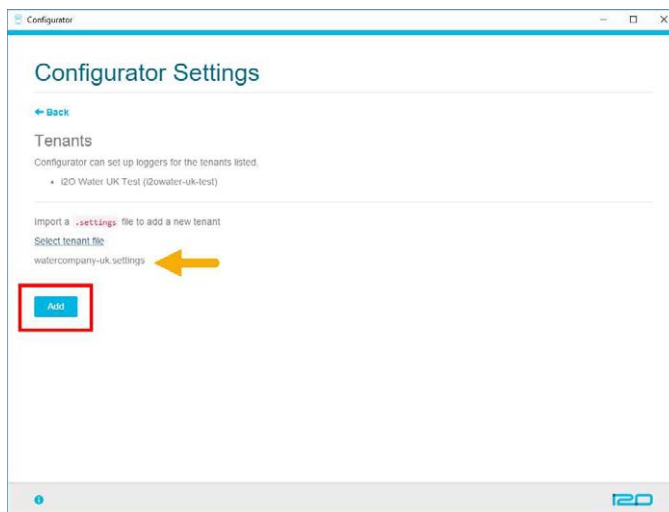 Configurator
Configurator Settings
← Back
Tenants
Configurator can set up loggers for the tenants listed.
• i2O Water UK Test (i2owater-uk-test)
Import a .settings file to add a new tenant
Select tenant file
watercompany-uk.settings
Add
i2O